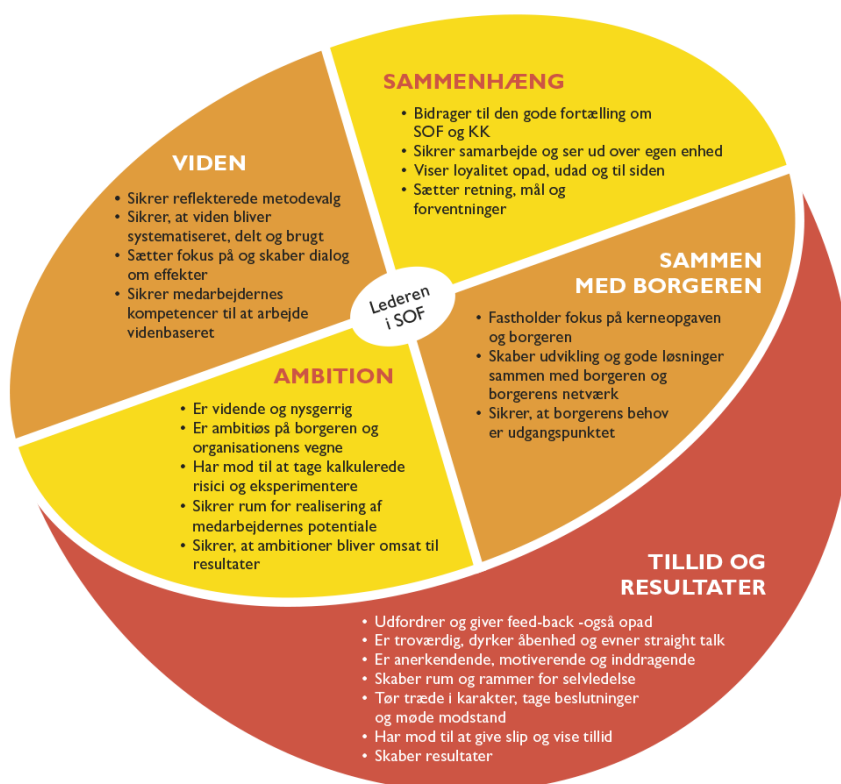 SAMMENHÆNG
• Bidrager til den gode fortælling om
SOF og KK
• Sikrer samarbejde og ser ud over egen enhed
• Viser loyalitet opad, udad og til siden
• Sætter retning, mål og
forventninger
VIDEN
• Sikrer reflekterede metodevalg
• Sikrer, at viden bliver
systematiseret, delt og brugt
• Sætter fokus på og skaber dialog
om effekter
• Sikrer medarbejdernes
kompetencer til at arbejde
videnbaseret
Lederen
i SOF
SAMMEN
MED BORGEREN
• Fastholder fokus på kerneopgaven
og borgeren
• Skaber udvikling og gode løsninger
sammen med borgeren og
borgerens netværk
• Sikrer, at borgerens behov
er udgangspunktet
AMBITION
• Er vidende og nysgerrig
• Er ambitiøs på borgeren og
organisationens vegne
• Har mod til at tage kalkulerede
risici og eksperimentere
• Sikrer rum for realisering af
medarbejdernes potentiale
• Sikrer, at ambitioner bliver omsat til
resultater
TILLID OG
RESULTATER
• Udfordrer og giver feed-back -også opad
• Er troværdig, dyrker åbenhed og evner straight talk
• Er anerkendende, motiverende og inddragende
• Skaber rum og rammer for selvledelse
• Tør træde i karakter, tage beslutninger
og møde modstand
• Har mod til at give slip og vise tillid
• Skaber resultater